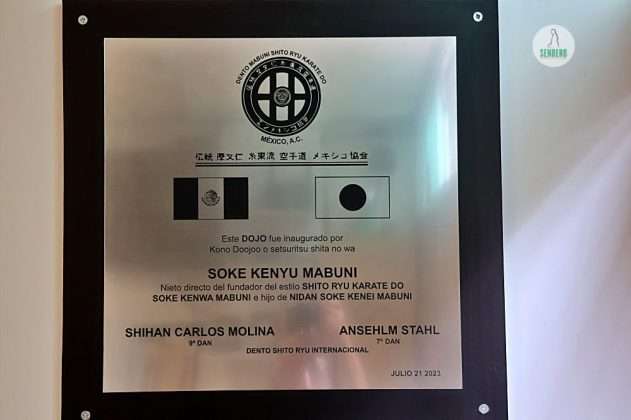 SENDERO
DENTO MABUNI SHITO RYU KARATE DO
MÉXICO, A.C.
伝統 摩文仁 糸東流 空手道 メキシコ 協会
Este DOJO fue inaugurado por
Kono Doojoo o setsuritsu shita no wa
SOKE KENYU MABUNI
Nieto directo del fundador del estilo SHITO RYU KARATE DO
SOKE KENWA MABUNI e hijo de NIDAN SOKE KENEI MABUNI
SHIHAN CARLOS MOLINA
9º DAN
ANSEHLM STAHL
7º DAN
DENTO SHITO RYU INTERNACIONAL
JULIO 21 2023